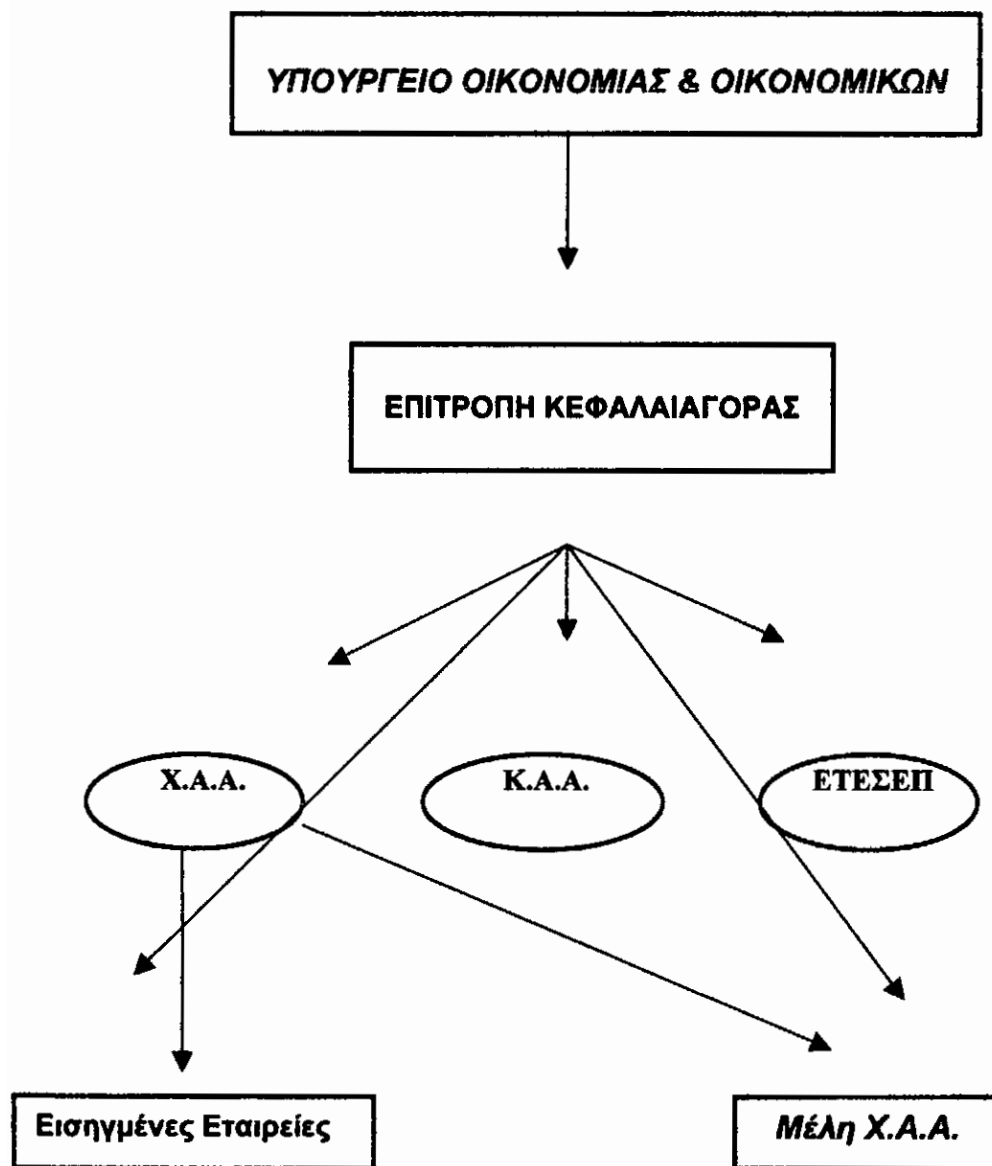 ΥΠΟΥΡΓΕΙΟ ΟΙΚΟΝΟΜΙΑΣ & ΟΙΚΟΝΟΜΙΚΩΝ
ΕΠΙΤΡΟΠΗ ΚΕΦΑΛΑΙΑΓΟΡΑΣ
Χ.Α.Α.
Κ.Α.Α.
ΕΤΕΣΕΠ
Εισηγμένες Εταιρείες
Μέλη Χ.Α.Α.